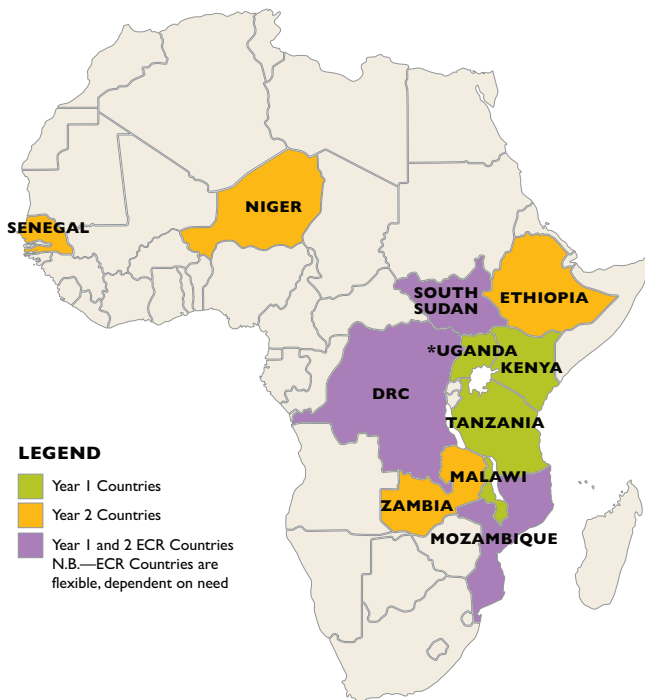 NIGER
SENEGAL
SOUTH
SUDAN
ETHIOPIA
*UGANDA
KENYA
DRC
TANZANIA
LEGEND
Year 1 Countries
Year 2 Countries
Year 1 and 2 ECR Countries
N.B.—ECR Countries are
flexible, dependent on need
MALAWI
ZAMBIA
MOZAMBIQUE